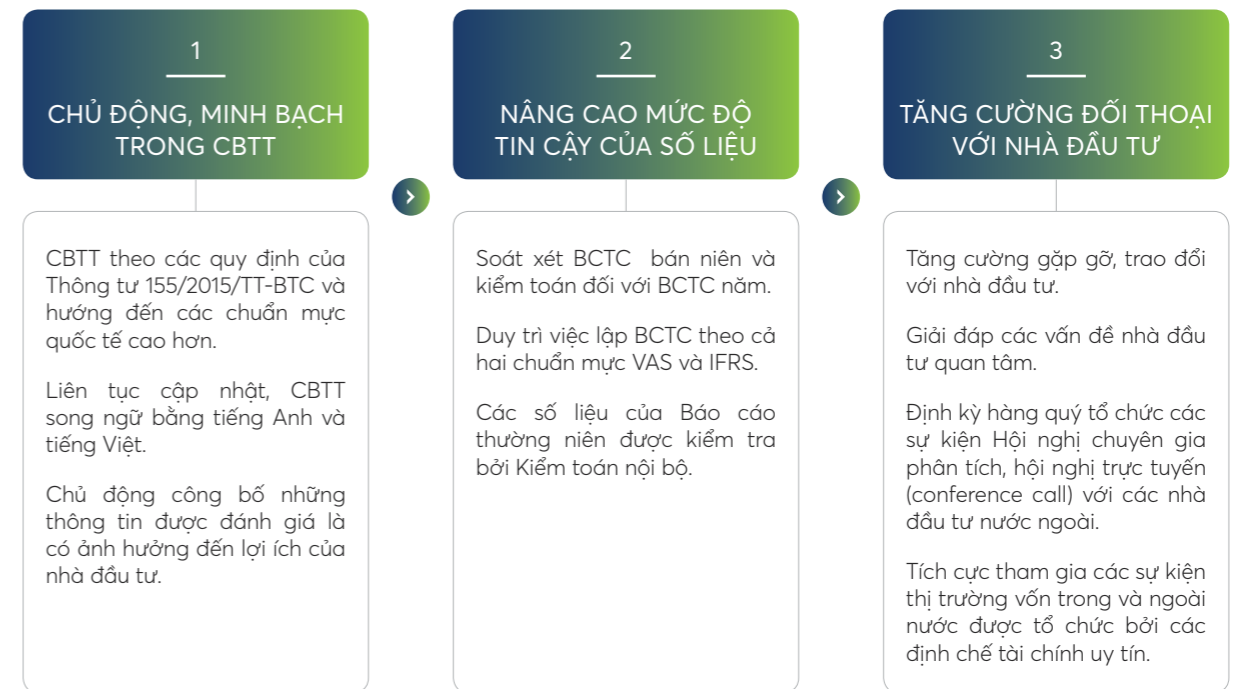 1
CHỦ ĐỘNG, MINH BẠCH
TRONG CBTT
CBTT theo các quy định của
Thông tư 155/2015/TT-BTC và
hướng đến các chuẩn mực
quốc tế cao hơn.
Liên tục cập nhật, CBTT
song ngữ bằng tiếng Anh và
tiếng Việt.
Chủ động công bố những
thông tin được đánh giá là
có ảnh hưởng đến lợi ích của
nhà đầu tư.
2
NÂNG CAO MỨC ĐỘ
TIN CẬY CỦA SỐ LIỆU
Soát xét BCTC bán niên và
kiểm toán đối với BCTC năm.
Duy trì việc lập BCTC theo cả
hai chuẩn mực VAS và IFRS.
Các số liệu của Báo cáo
thường niên được kiểm tra
bởi Kiểm toán nội bộ.
3
TĂNG CƯỜNG ĐỐI THOẠI
VỚI NHÀ ĐẦU TƯ
Tăng cường gặp gỡ, trao đổi
với nhà đầu tư.
Giải đáp các vấn đề nhà đầu
tư quan tâm.
Định kỳ hàng quý tổ chức các
sự kiện Hội nghị chuyên gia
phân tích, hội nghị trực tuyến
(conference call) với các nhà
đầu tư nước ngoài.
Tích cực tham gia các sự kiện
thị trường vốn trong và ngoài
nước được tổ chức bởi các
định chế tài chính uy tín.